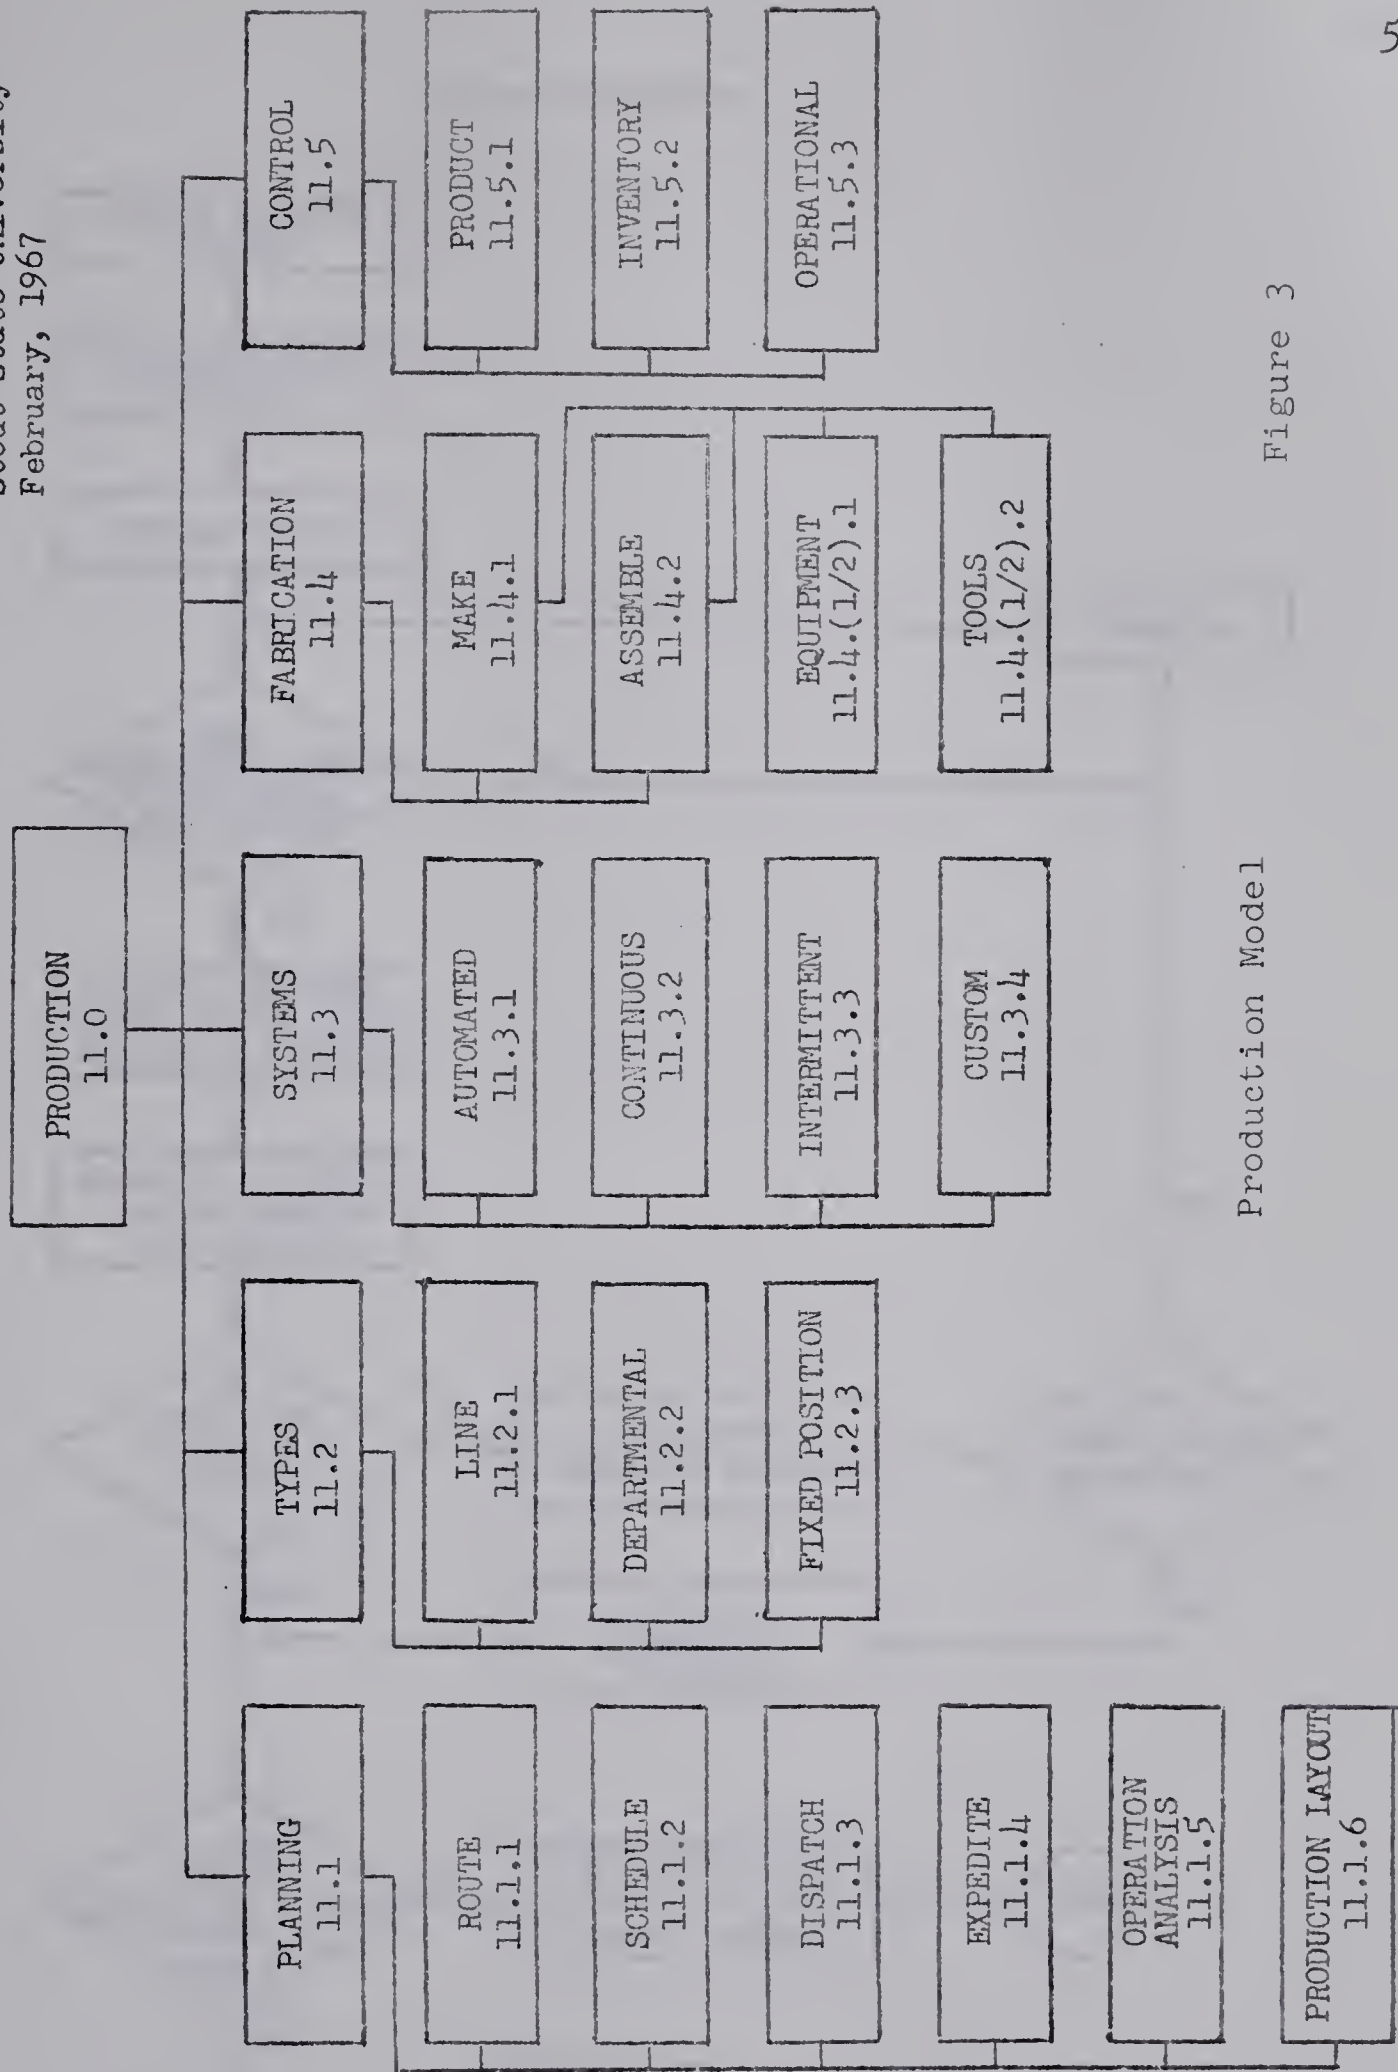 February, 1967
5
PRODUCTION
11.0
PLANNING
11.1
ROUTE
11.1.1
SCHEDULE
11.1.2
DISPATCH
11.1.3
EXPEDITE
11.1.4
OPERATION
ANALYSIS
11.1.5
PRODUCTION LAYOUT
11.1.6
TYPES
11.2
LINE
11.2.1
DEPARTMENTAL
11.2.2
FIXED POSITION
11.2.3
SYSTEMS
11.3
AUTOMATED
11.3.1
CONTINUOUS
11.3.2
INTERMITTENT
11.3.3
CUSTOM
11.3.4
FABRICATION
11.4
MAKE
11.4.1
ASSEMBLE
11.4.2
EQUIPMENT
11.4.(1/2).1
TOOLS
11.4.(1/2).2
CONTROL
11.5
PRODUCT
11.5.1
INVENTORY
11.5.2
OPERATIONAL
11.5.3
Production Model
Figure 3